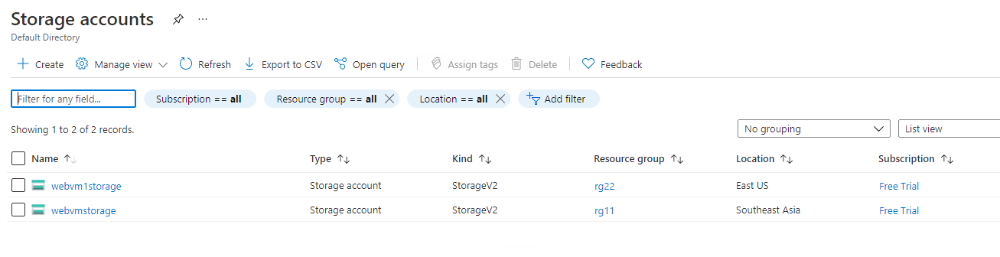 Storage accounts ...
Default Directory
Create Manage view Refresh Export to CSV Open query Assign tags Delete Feedback
Filter for any field... Subscription == all Resource group == all Location == all Add filter
Showing 1 to 2 of 2 records. No grouping List view
Name Type Kind Resource group Location Subscription
webvm1storage Storage account StorageV2 rg22 East US Free Trial
webvmstorage Storage account StorageV2 rg11 Southeast Asia Free Trial